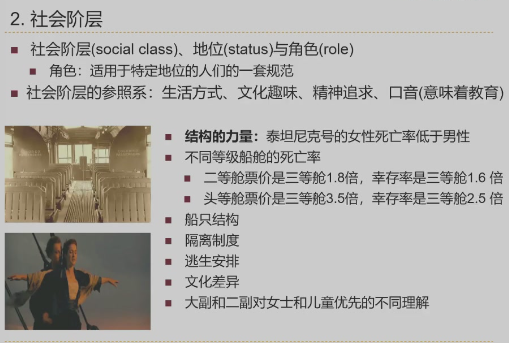 2. 社会阶层
社会阶层(social class)、地位(status)与角色(role)
角色：适用于特定地位的人们的一套规范
社会阶层的参照系：生活方式、文化趣味、精神追求、口音(意味着教育)
结构的力量：泰坦尼克号的女性死亡率低于男性
不同等级船舱的死亡率
二等舱票价是三等舱1.8倍，幸存率是三等舱1.6 倍
头等舱票价是三等舱3.5倍，幸存率是三等舱2.5 倍
船只结构
隔离制度
逃生安排
文化差异
大副和二副对女士和儿童优先的不同理解